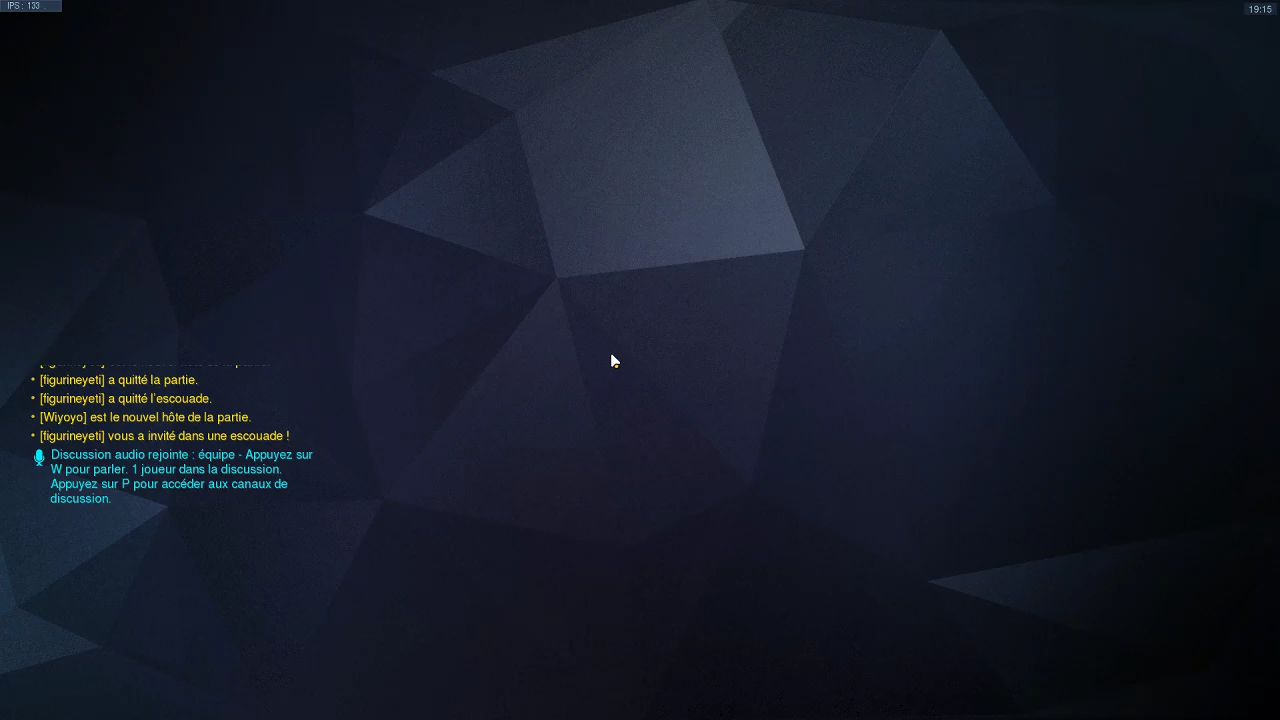 IPS : 133
19:15
• [figurineyeti] a quitté la partie.
• [figurineyeti] a quitté l'escouade.
• [Wiyoyo] est le nouvel hôte de la partie.
• [figurineyeti] vous a invité dans une escouade !
Discussion audio rejointe : équipe - Appuyez sur
W pour parler. 1 joueur dans la discussion.
Appuyez sur P pour accéder aux canaux de
discussion.